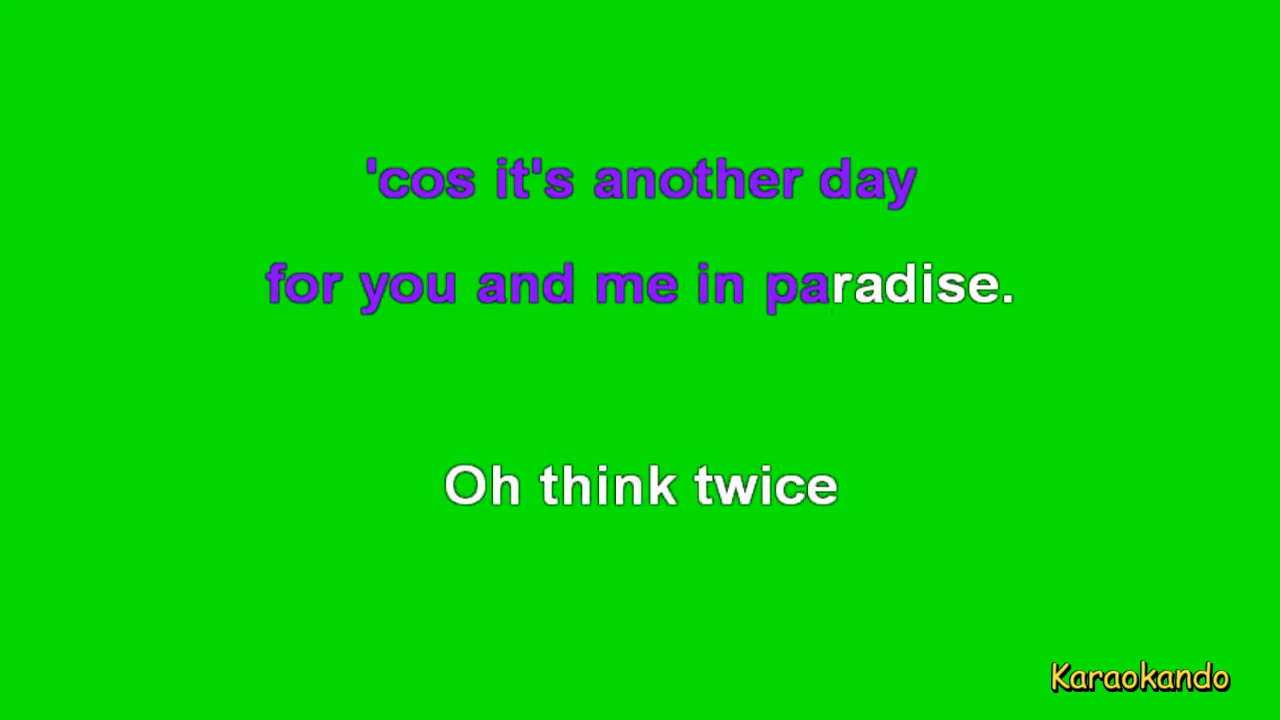 'cos it's another day
for you and me in paradise.
Oh think twice
Karaokando